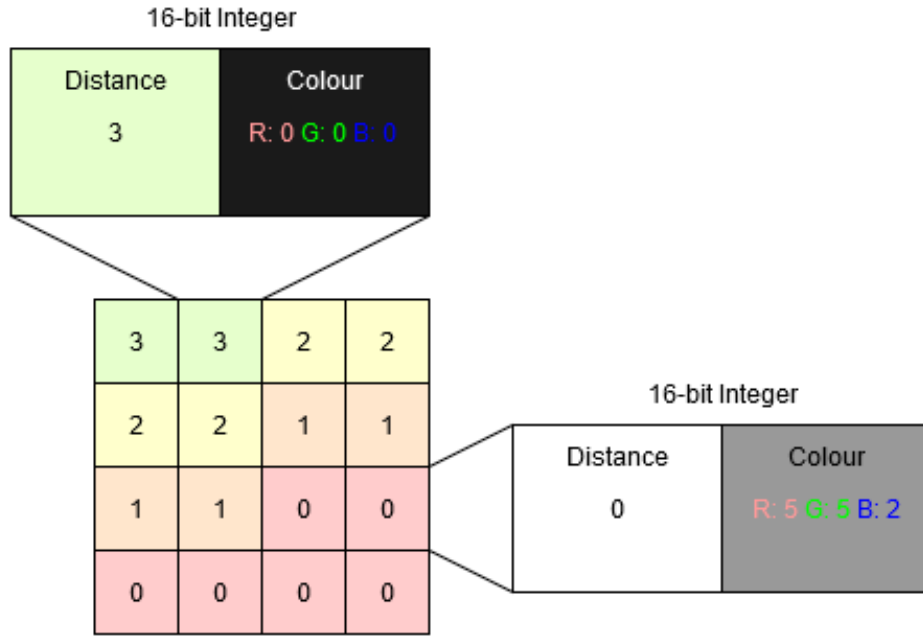 16-bit Integer
Distance Colour
3 R: 0 G: 0 B: 0
3 3 2 2
2 2 1 1
16-bit Integer
Distance Colour
1 1 0 0
0 R: 5 G: 5 B: 2
0 0 0 0